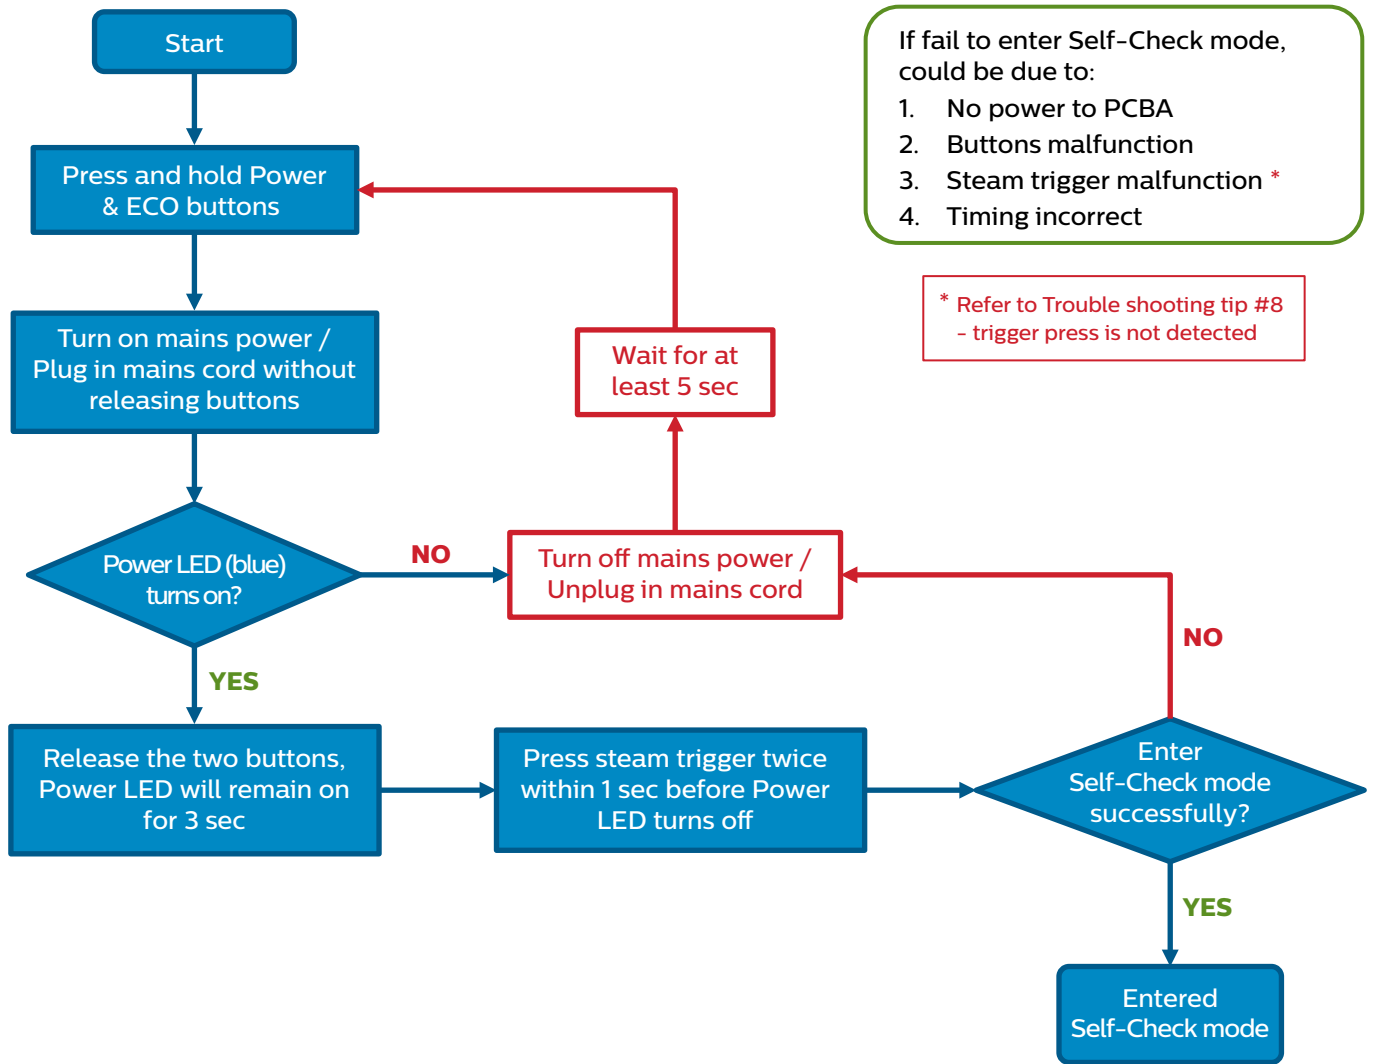 Start
Press and hold Power
& ECO buttons
Turn on mains power /
Plug in mains cord without
releasing buttons
Power LED (blue)
turns on?
NO
YES
Turn off mains power /
Unplug in mains cord
Wait for at
least 5 sec
Release the two buttons,
Power LED will remain on
for 3 sec
Press steam trigger twice
within 1 sec before Power
LED turns off
Enter
Self-Check mode
successfully?
NO
YES
Entered
Self-Check mode
If fail to enter Self-Check mode,
could be due to:
1. No power to PCBA
2. Buttons malfunction
3. Steam trigger malfunction *
4. Timing incorrect
* Refer to Trouble shooting tip #8
- trigger press is not detected